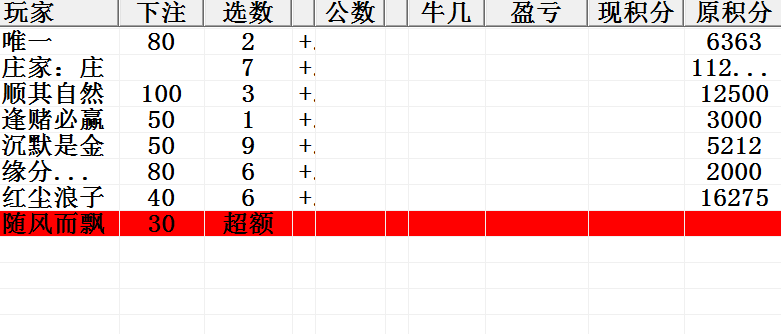 玩家 下注 选数 公数 牛几 盈亏 现积分 原积分
唯一 80 2 +. 6363
庄家：庄 7 +. 112...
顺其自然 100 3 +. 12500
逢赌必赢 50 1 +. 3000
沉默是金 50 9 +. 5212
缘分... 80 6 +. 2000
红尘浪子 40 6 +. 16275
随风而飘 30 超额